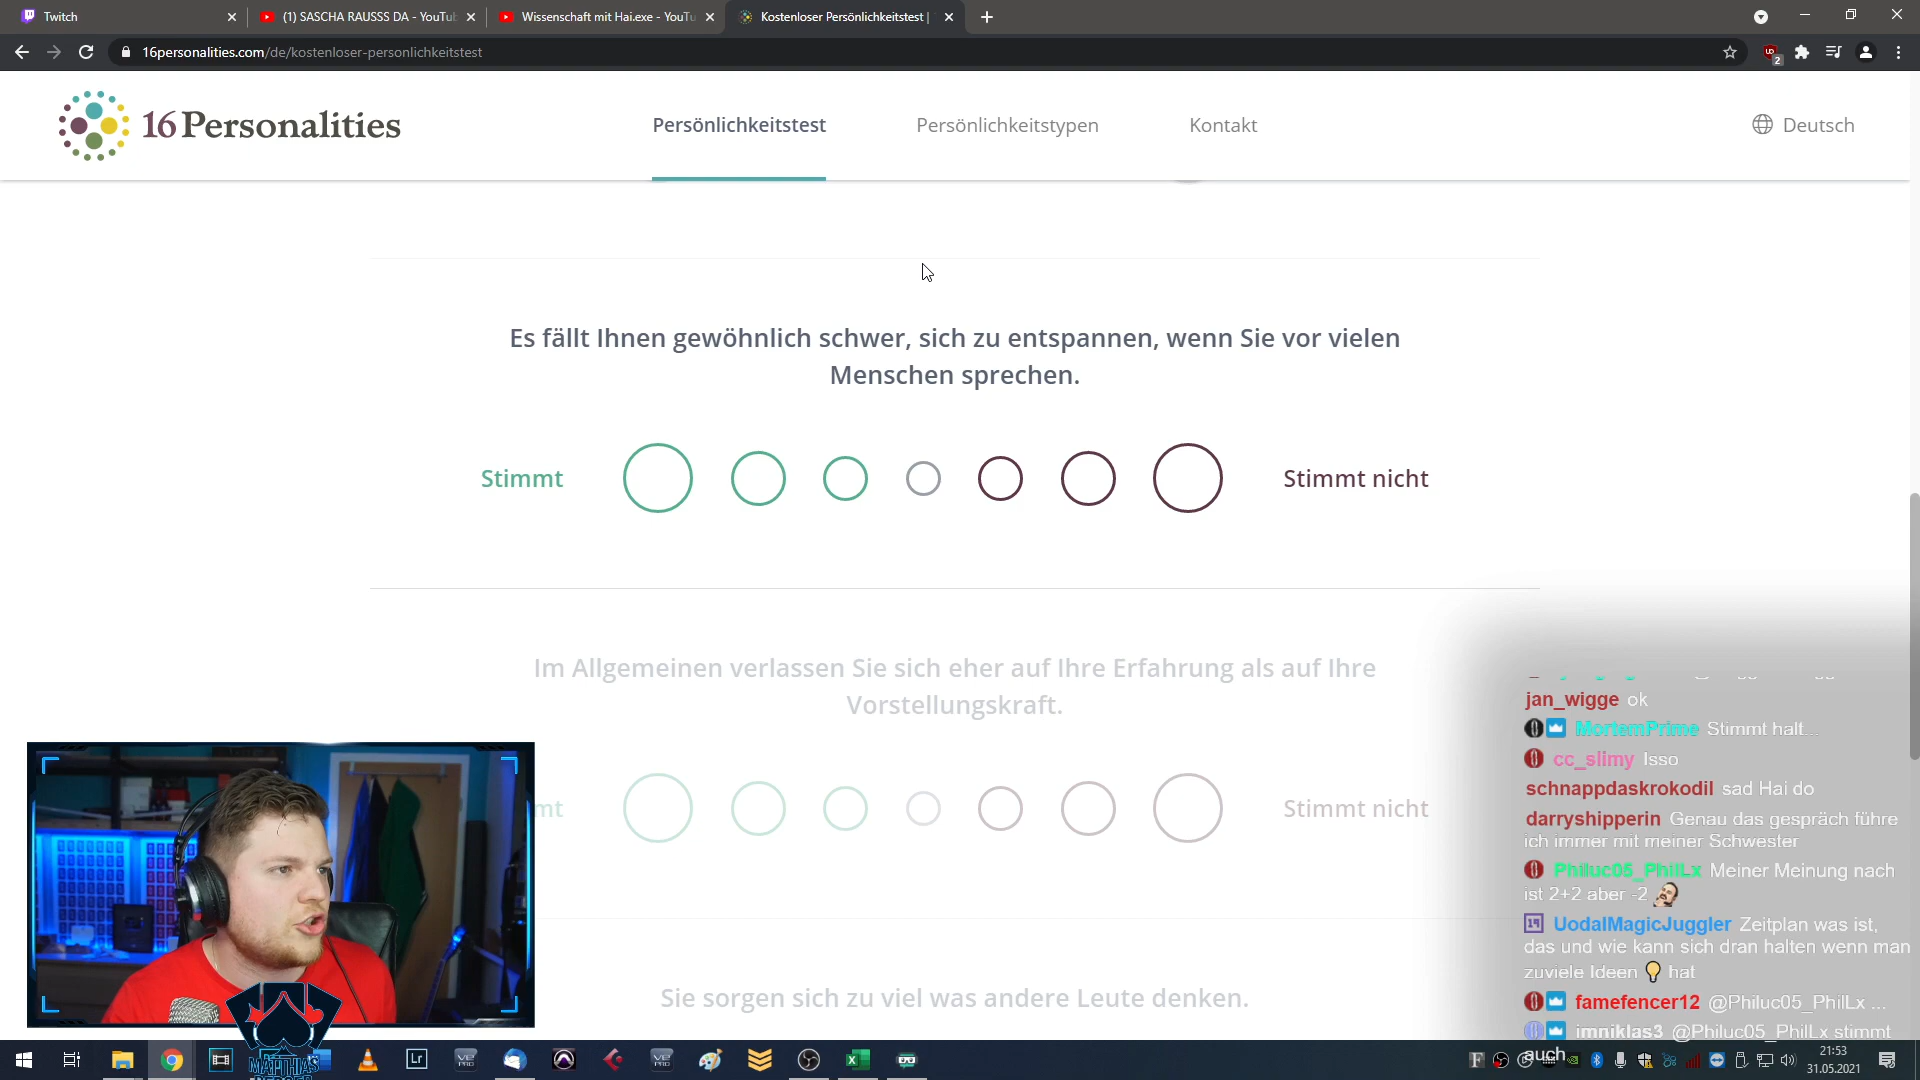 Twitch
(1) SASCHA RAUSSS DA - YouTub
Wissenschaft mit Hai.exe - YouTu
Kostenloser Persönlichkeitstest |
16personalities.com/de/kostenloser-personlichkeitstest
2
16Personalities
Persönlichkeitstest
Persönlichkeitstypen
Kontakt
Deutsch
Es fällt Ihnen gewöhnlich schwer, sich zu entspannen, wenn Sie vor vielen
Menschen sprechen.
Stimmt
Stimmt nicht
Im Allgemeinen verlassen Sie sich eher auf Ihre Erfahrung als auf Ihre
Vorstellungskraft.
mt
Stimmt nicht
Sie sorgen sich zu viel was andere Leute denken.
jan_wigge ok
MortemPrime Stimmt halt...
cc_slimy Isso
schnappdaskrokodil sad Hai do
darryshipperin Genau das gespräch führe
ich immer mit meiner Schwester
Philuc05_PhilLx Meiner Meinung nach
ist 2+2 aber -2
19 UodalMagicJuggler Zeitplan was ist,
das und wie kann sich dran halten wenn man
zuviele Ideen hat
famefencer12 @Philuc05_PhilLx ...
imniklas3 @Philuc05_PhilLx stimmt
auch
MATTHIAS
Lr
21:53
31.05.2021